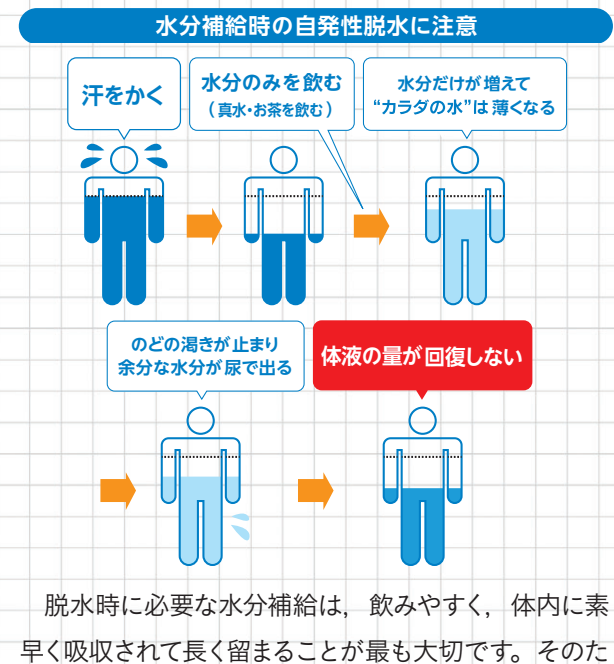 水分補給時の自発性脱水に注意
汗をかく
水分のみを飲む
（真水・お茶を飲む）
水分だけが増えて
“カラダの水”は薄くなる
のどの渇きが止まり
余分な水分が尿で出る
体液の量が回復しない
脱水時に必要な水分補給は，飲みやすく，体内に素
早く吸収されて長く留まることが最も大切です。そのた